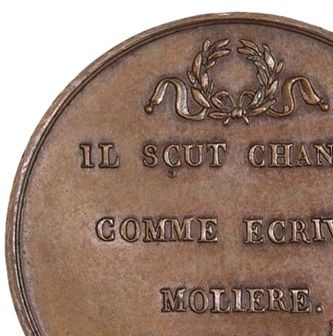 IL SÇUT CHAN
COMME ECRIV
MOLIERE.